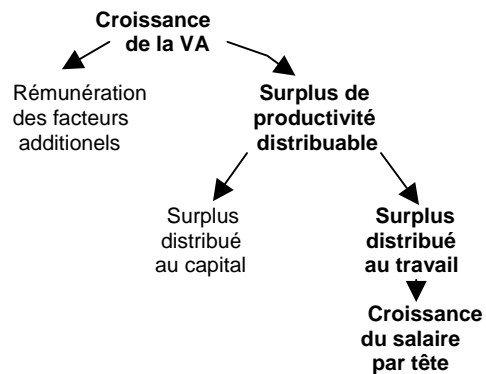 Croissance
de la VA
Rémunération
des facteurs
additionels
Surplus de
productivité
distribuable
Surplus
distribué
au capital
Surplus
distribué
au travail
Croissance
du salaire
par tête